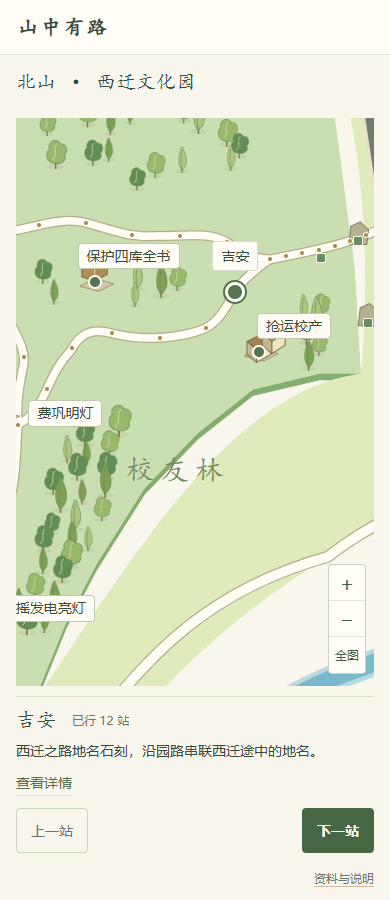 山中有路
北山 • 西迁文化园
保护四库全书
吉安
抢运校产
费巩明灯
校友林
摇发电亮灯
+
−
全图
吉安 已行 12 站
西迁之路地名石刻，沿园路串联西迁途中的地名。
查看详情
上一站
下一站
资料与说明